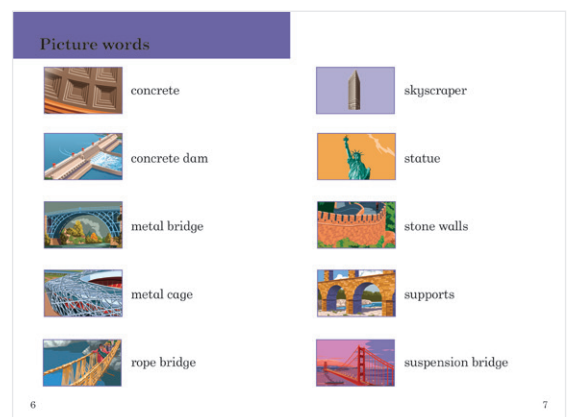 Picture words
concrete
concrete dam
metal bridge
metal cage
rope bridge
6
skyscraper
statue
stone walls
supports
suspension bridge
7